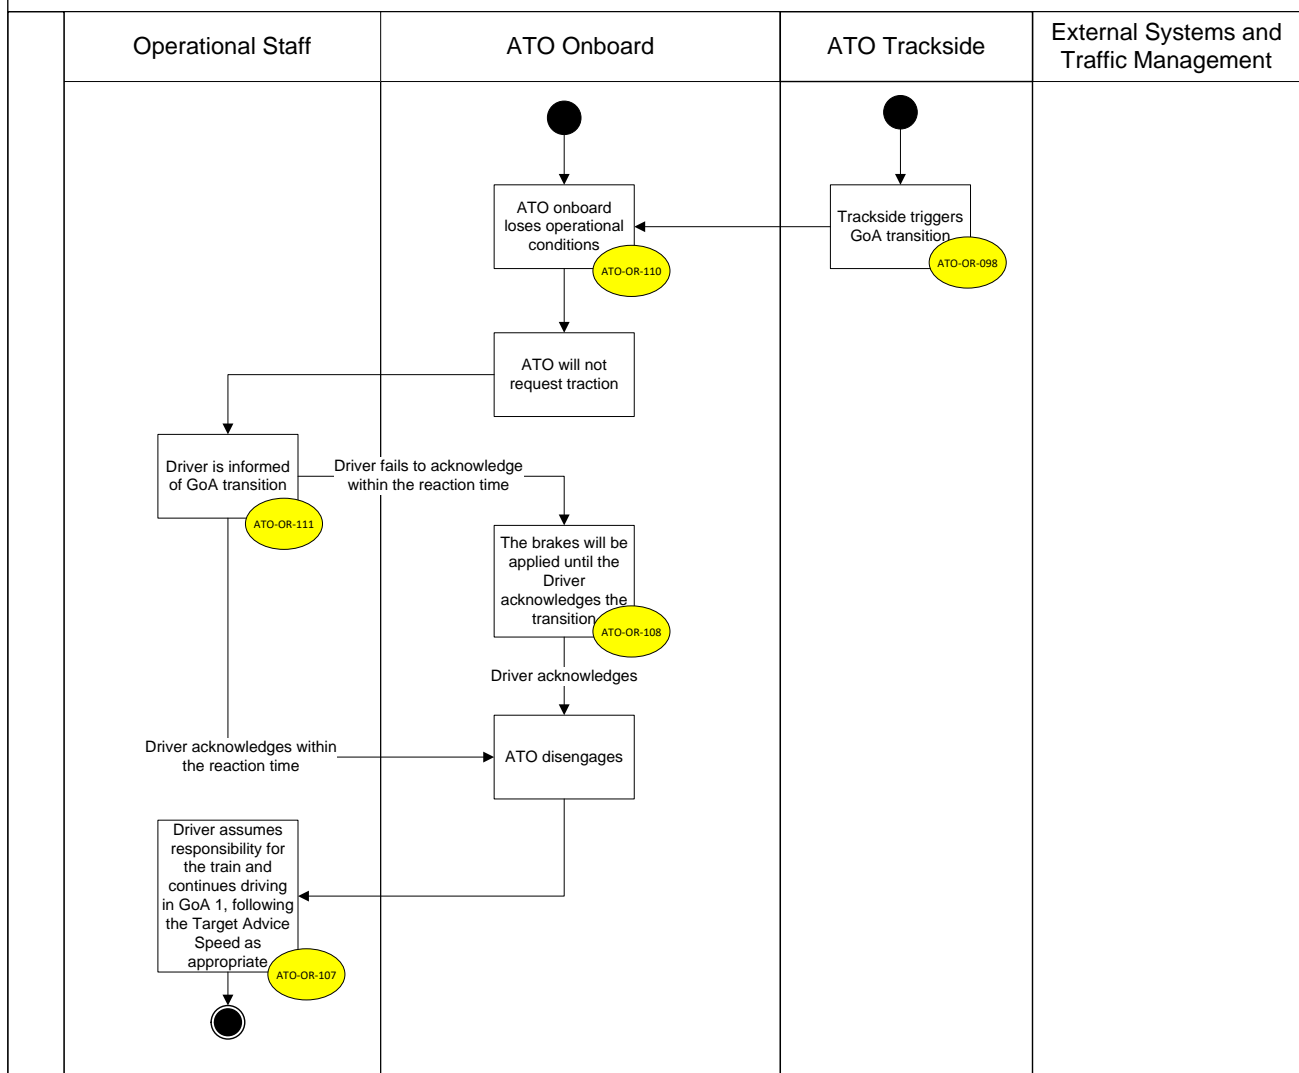 Operational Staff
ATO Onboard
ATO Trackside
External Systems and
Traffic Management
ATO onboard
loses operational
conditions
ATO-OR-110
Trackside triggers
GoA transition
ATO-OR-098
ATO will not
request traction
Driver is informed
of GoA transition
ATO-OR-111
Driver fails to acknowledge
within the reaction time
The brakes will be
applied until the
Driver
acknowledges the
transition
ATO-OR-108
Driver acknowledges
Driver acknowledges within
the reaction time
ATO disengages
Driver assumes
responsibility for
the train and
continues driving
in GoA 1, following
the Target Advice
Speed as
appropriate
ATO-OR-107